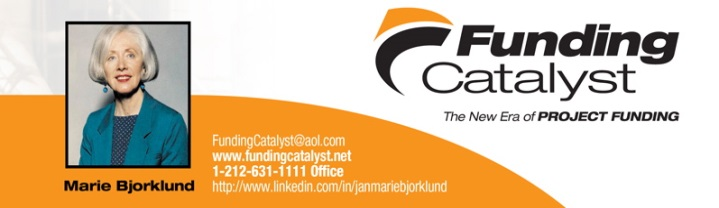 Funding
Catalyst
The New Era of PROJECT FUNDING
FundingCatalyst@aol.com
www.fundingcatalyst.net
1-212-631-1111 Office
http://www.linkedin.com/in/janmariebjorklund
Marie Bjorklund